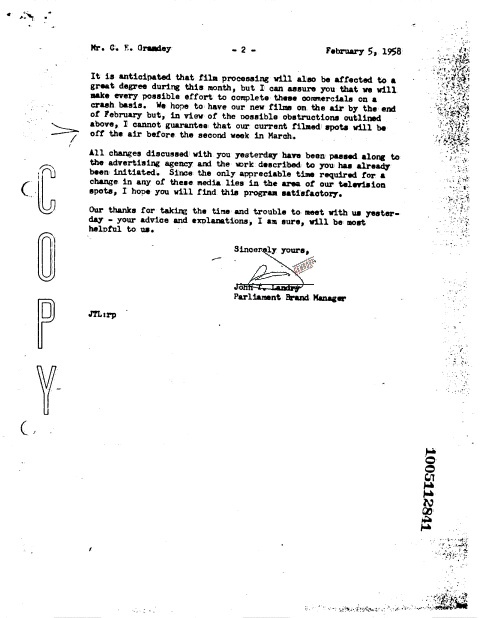 Mr. C. E. Grandey - 2 - February 5, 1958
It is anticipated that film processing will also be affected to a
great degree during this month, but I can assure you that we will
make every possible effort to complete these commercials on a
crash basis. We hope to have our new films on the air by the end
of February but, in view of the possible obstructions outlined
above, I cannot guarantee that our current filmed spots will be
off the air before the second week in March.
All changes discussed with you yesterday have been passed along to
the advertising agency and the work described to you has already
been initiated. Since the only appreciable time required for a
change in any of these media lies in the area of our television
spots, I hope you will find this program satisfactory.
Our thanks for taking the time and trouble to meet with us yester-
day - your advice and explanations, I am sure, will be most
helpful to us.
Sincerely yours,
John T. Landry
Parliament Brand Manager
JTL:rp
COPY
1005112841